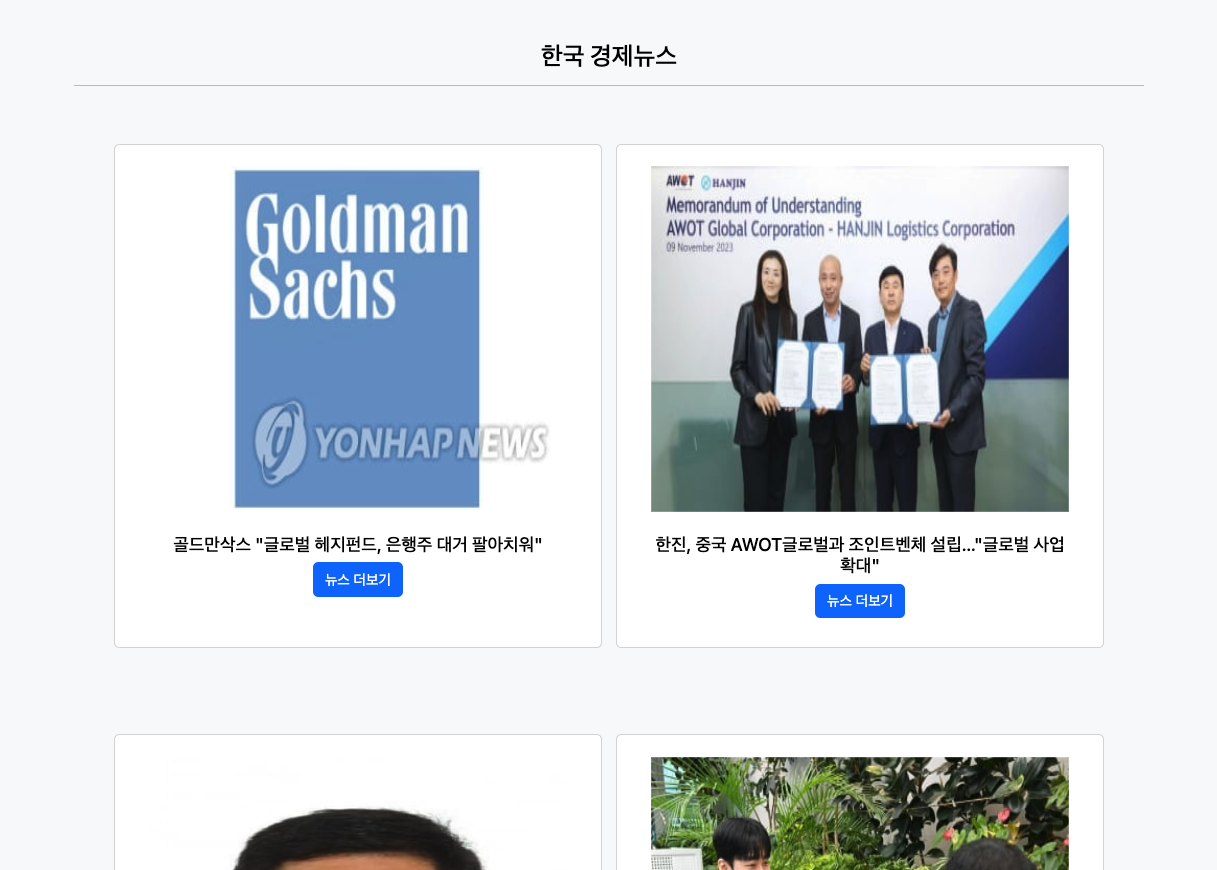 한국 경제뉴스
Goldman
Sachs
YONHAP NEWS
골드만삭스 "글로벌 헤지펀드, 은행주 대거 팔아치워"
뉴스 더보기
AWOT HANJIN
Memorandum of Understanding
AWOT Global Corporation - HANJIN Logistics Corporation
09 November 2023
한진, 중국 AWOT글로벌과 조인트벤체 설립…"글로벌 사업
확대"
뉴스 더보기